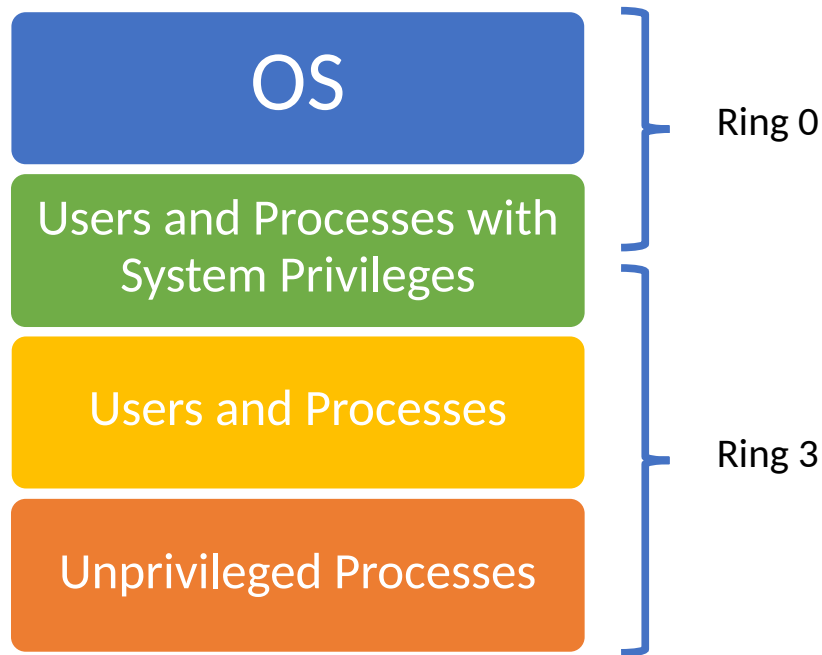 OS
Ring 0
Users and Processes with
System Privileges
Users and Processes
Ring 3
Unprivileged Processes